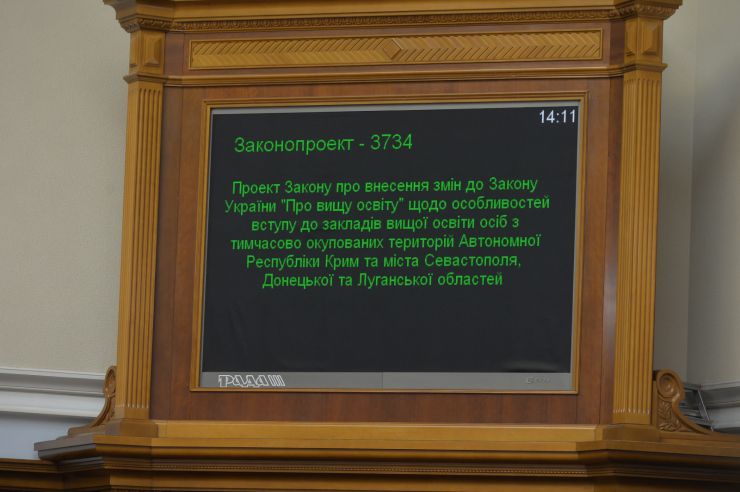 14:11
Законопроект - 3734
Проект Закону про внесення змін до Закону
України "Про вищу освіту" щодо особливостей
вступу до закладів вищої освіти осіб з
тимчасово окупованих територій Автономної
Республіки Крим та міста Севастополя,
Донецької та Луганської областей
РАДА III